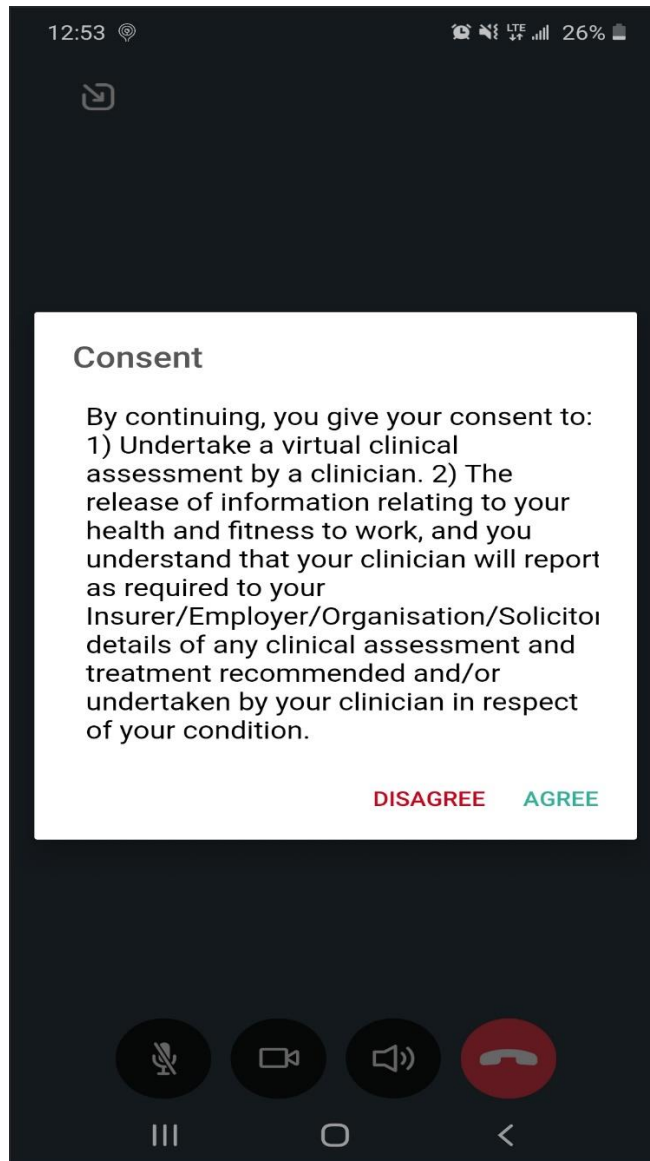 12:53
LTE 26%
Consent
By continuing, you give your consent to:
1) Undertake a virtual clinical
assessment by a clinician. 2) The
release of information relating to your
health and fitness to work, and you
understand that your clinician will report
as required to your
Insurer/Employer/Organisation/Solicitor
details of any clinical assessment and
treatment recommended and/or
undertaken by your clinician in respect
of your condition.
DISAGREE AGREE